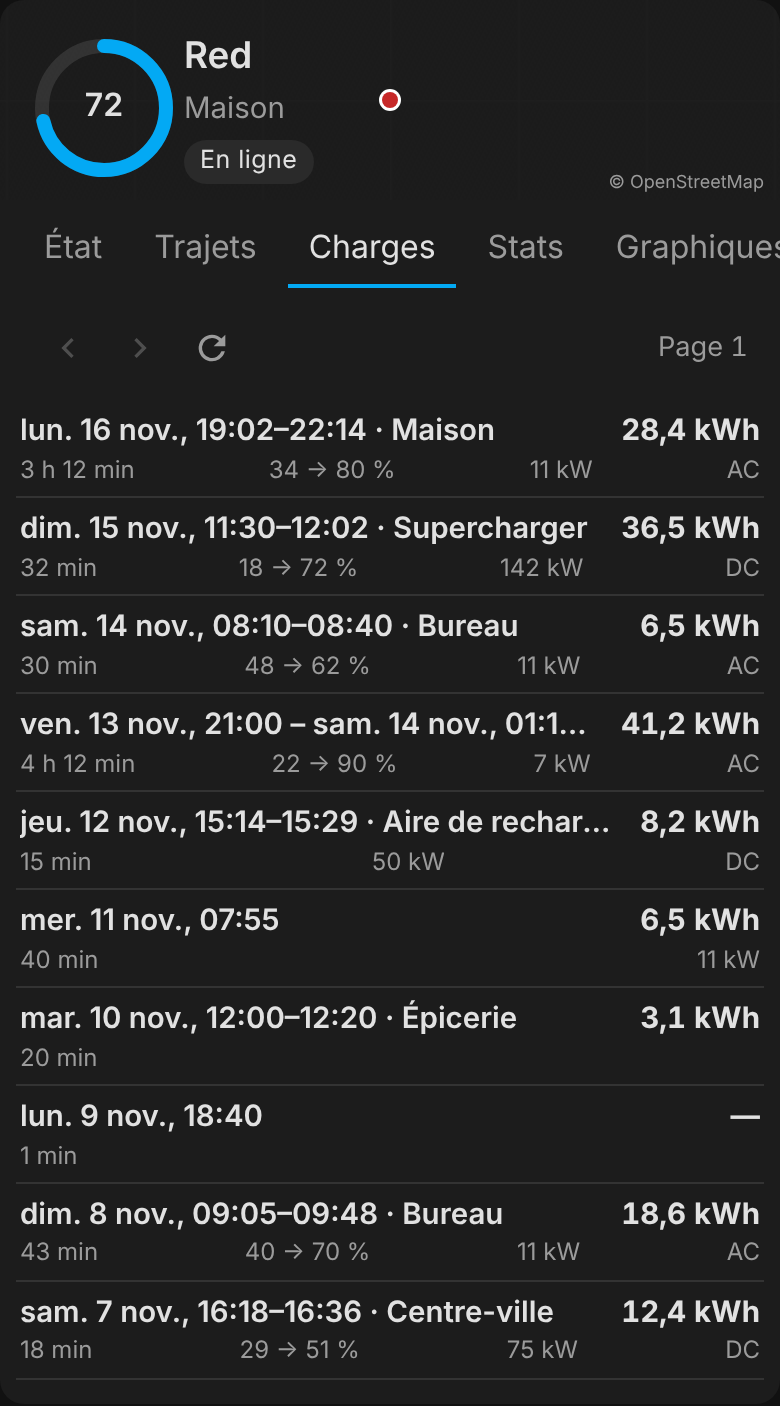 72
Red
Maison
En ligne
© OpenStreetMap
État Trajets Charges Stats Graphiques
Page 1
lun. 16 nov., 19:02–22:14 · Maison 28,4 kWh
3 h 12 min 34 → 80 % 11 kW AC
dim. 15 nov., 11:30–12:02 · Supercharger 36,5 kWh
32 min 18 → 72 % 142 kW DC
sam. 14 nov., 08:10–08:40 · Bureau 6,5 kWh
30 min 48 → 62 % 11 kW AC
ven. 13 nov., 21:00 – sam. 14 nov., 01:1… 41,2 kWh
4 h 12 min 22 → 90 % 7 kW AC
jeu. 12 nov., 15:14–15:29 · Aire de rechar… 8,2 kWh
15 min 50 kW DC
mer. 11 nov., 07:55 6,5 kWh
40 min 11 kW
mar. 10 nov., 12:00–12:20 · Épicerie 3,1 kWh
20 min
lun. 9 nov., 18:40 —
1 min
dim. 8 nov., 09:05–09:48 · Bureau 18,6 kWh
43 min 40 → 70 % 11 kW AC
sam. 7 nov., 16:18–16:36 · Centre-ville 12,4 kWh
18 min 29 → 51 % 75 kW DC